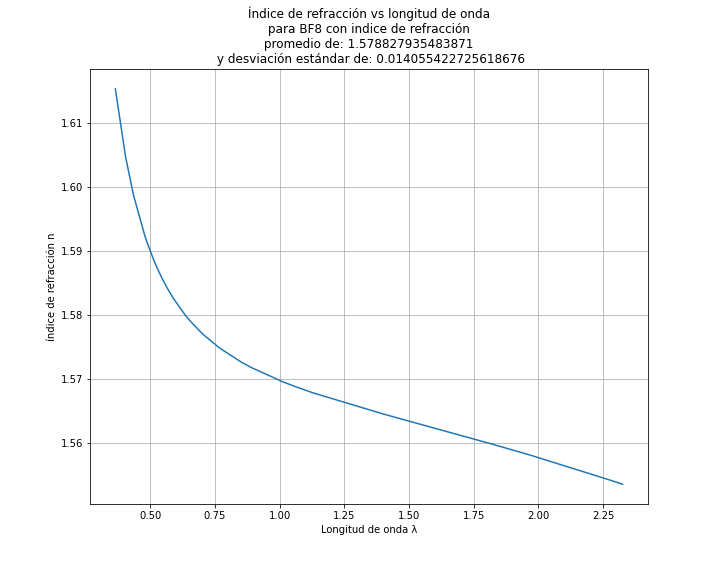 Índice de refracción vs longitud de onda
para BF8 con indice de refracción
promedio de: 1.578827935483871
y desviación estándar de: 0.014055422725618676
1.61
1.60
1.59
1.58
1.57
1.56
índice de refracción n
0.50 0.75 1.00 1.25 1.50 1.75 2.00 2.25
Longitud de onda λ